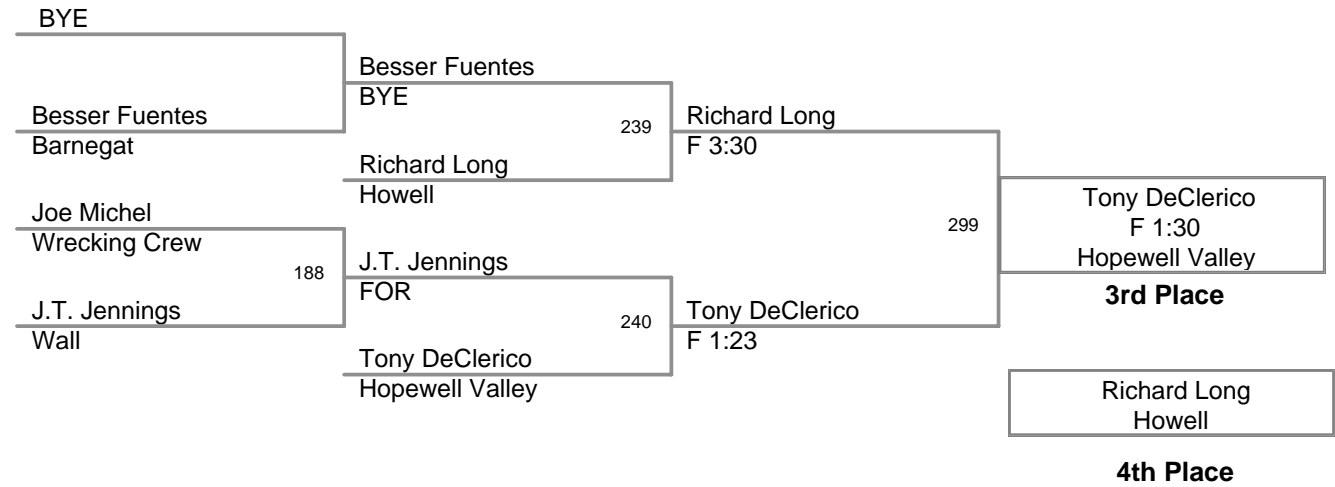 BYE
Besser Fuentes
BYE
Besser Fuentes
Barnegat
239
Richard Long
F 3:30
Richard Long
Howell
Joe Michel
Wrecking Crew
188
J.T. Jennings
FOR
J.T. Jennings
Wall
240
Tony DeClerico
F 1:23
Tony DeClerico
Hopewell Valley
299
Tony DeClerico
F 1:30
Hopewell Valley
3rd Place
Richard Long
Howell
4th Place